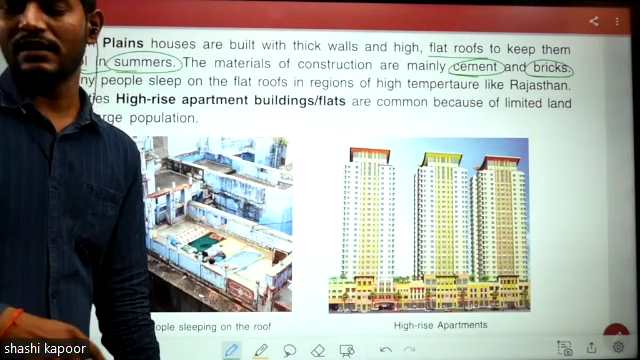 Plains houses are built with thick walls and high, flat roofs to keep them
in summers. The materials of construction are mainly cement and bricks.
people sleep on the flat roofs in regions of high tempertaure like Rajasthan.
High-rise apartment buildings/flats are common because of limited land
population.
sleeping on the roof
High-rise Apartments
shashi kapoor